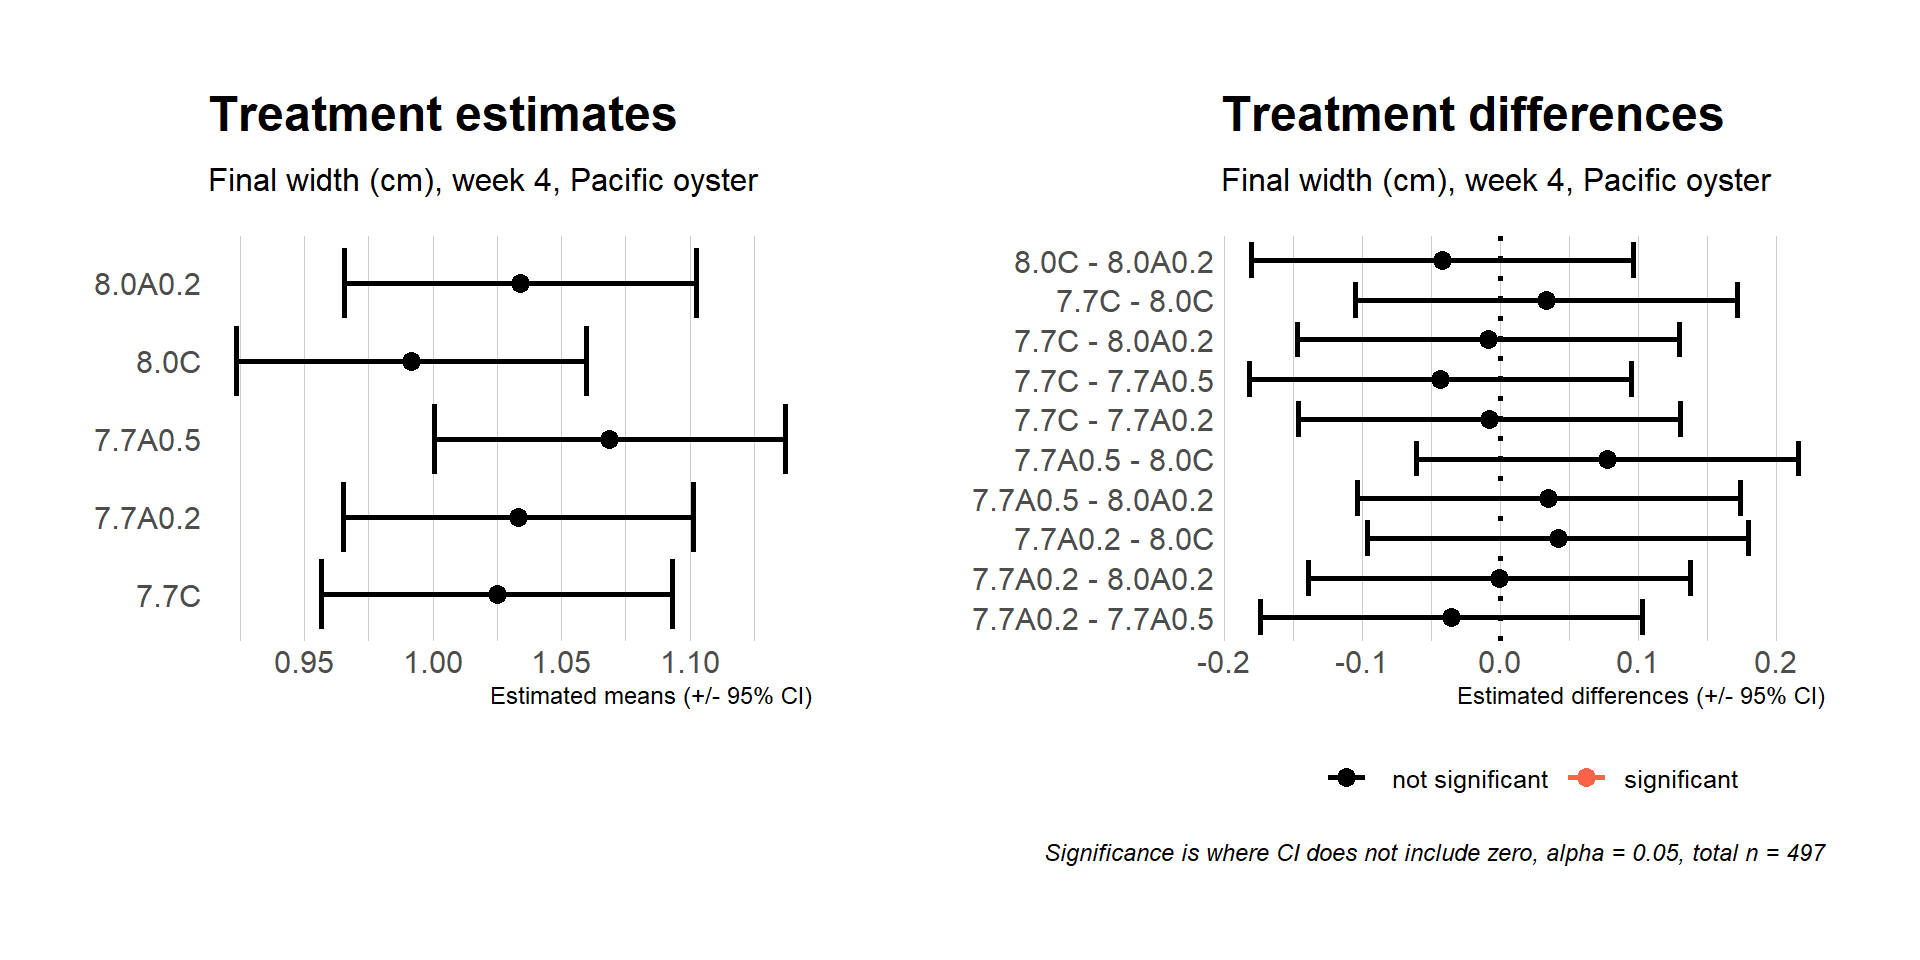 Treatment estimates
Final width (cm), week 4, Pacific oyster
8.0A0.2
8.0C
7.7A0.5
7.7A0.2
7.7C
0.95 1.00 1.05 1.10
Estimated means (+/- 95% CI)
Treatment differences
Final width (cm), week 4, Pacific oyster
8.0C - 8.0A0.2
7.7C - 8.0C
7.7C - 8.0A0.2
7.7C - 7.7A0.5
7.7C - 7.7A0.2
7.7A0.5 - 8.0C
7.7A0.5 - 8.0A0.2
7.7A0.2 - 8.0C
7.7A0.2 - 8.0A0.2
7.7A0.2 - 7.7A0.5
-0.2 -0.1 0.0 0.1 0.2
Estimated differences (+/- 95% CI)
not significant significant
Significance is where CI does not include zero, alpha = 0.05, total n = 497